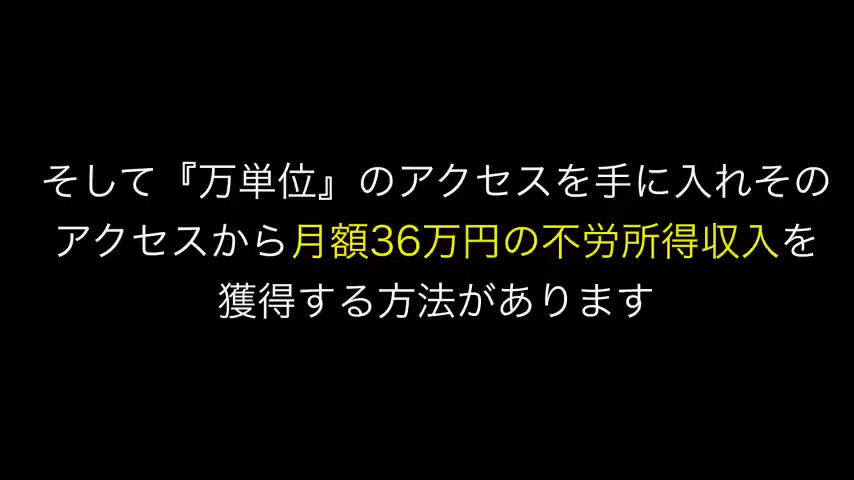 そして『万単位』のアクセスを手に入れその
アクセスから月額36万円の不労所得収入を
獲得する方法があります